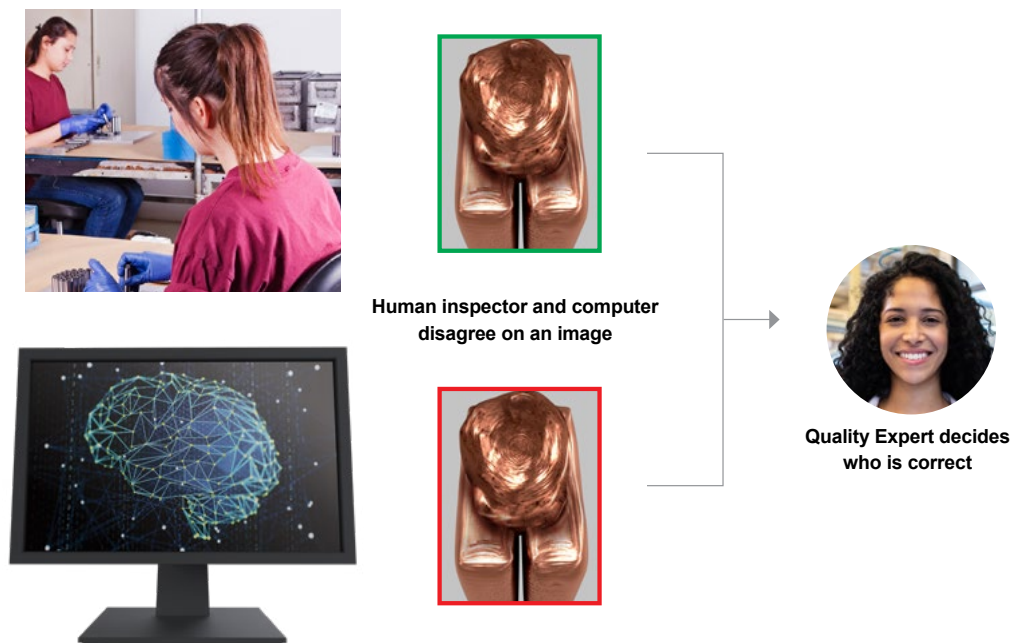 Human inspector and computer
disagree on an image
Quality Expert decides
who is correct